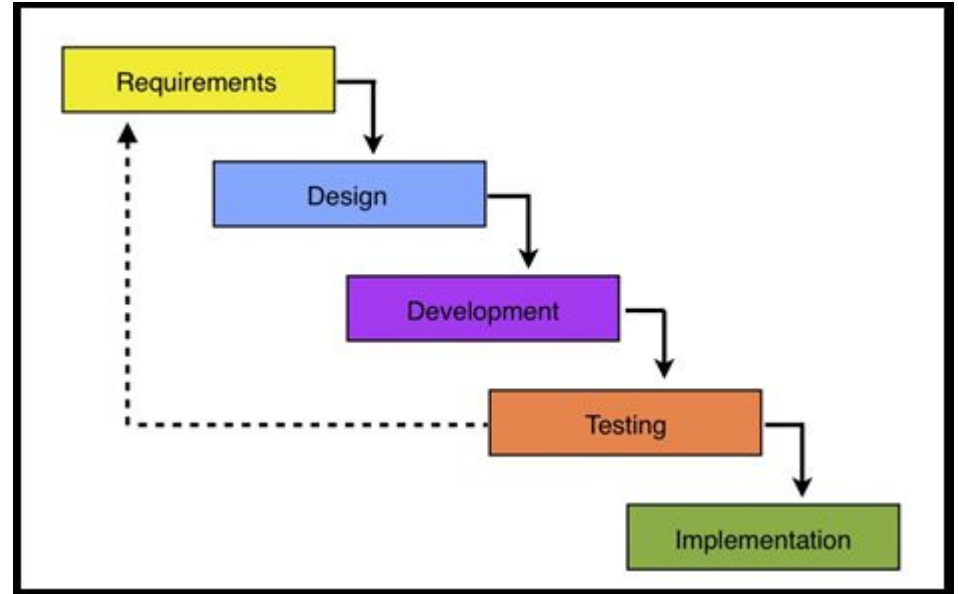 Requirements
Design
Development
Testing
Implementation